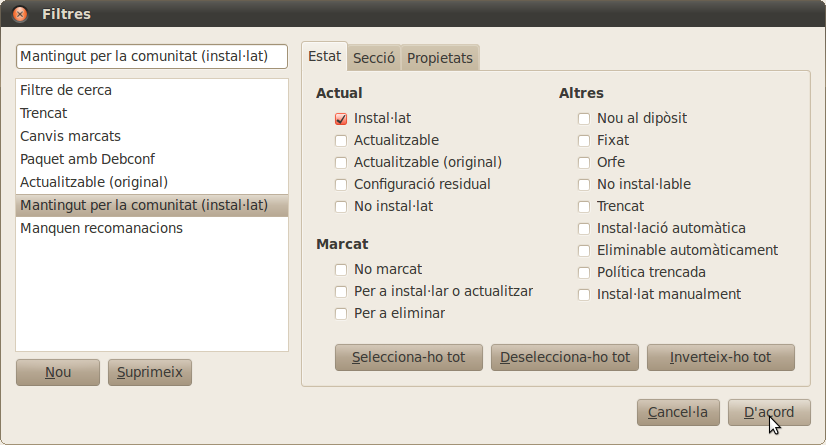 Filtres
Mantingut per la comunitat (instal·lat)
Filtre de cerca
Trencat
Canvis marcats
Paquet amb Debconf
Actualitzable (original)
Mantingut per la comunitat (instal·lat)
Manquen recomanacions
Nou
Suprimeix
Estat
Secció
Propietats
Actual
Instal·lat
Actualitzable
Actualitzable (original)
Configuració residual
No instal·lat
Marcat
No marcat
Per a instal·lar o actualitzar
Per a eliminar
Altres
Nou al dipòsit
Fixat
Orfe
No instal·lable
Trencat
Instal·lació automàtica
Eliminable automàticament
Política trencada
Instal·lat manualment
Selecciona-ho tot
Deselecciona-ho tot
Inverteix-ho tot
Cancel·la
D'acord